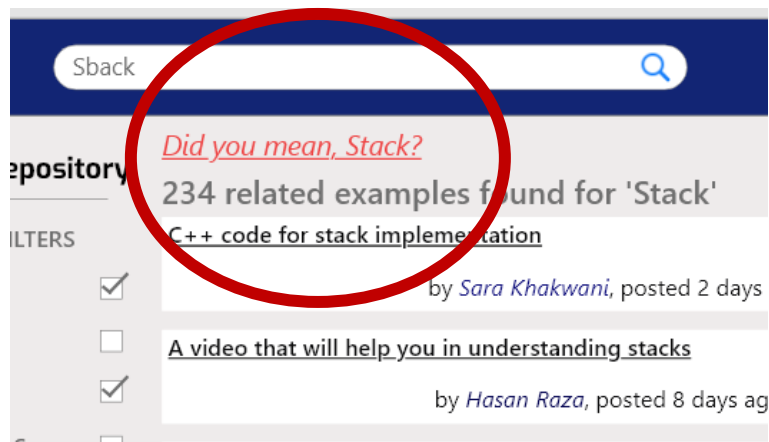 Sback
Did you mean, Stack?
epository
234 related examples found for 'Stack'
ILTERS
C++ code for stack implementation
by Sara Khakwani, posted 2 days
A video that will help you in understanding stacks
by Hasan Raza, posted 8 days ag